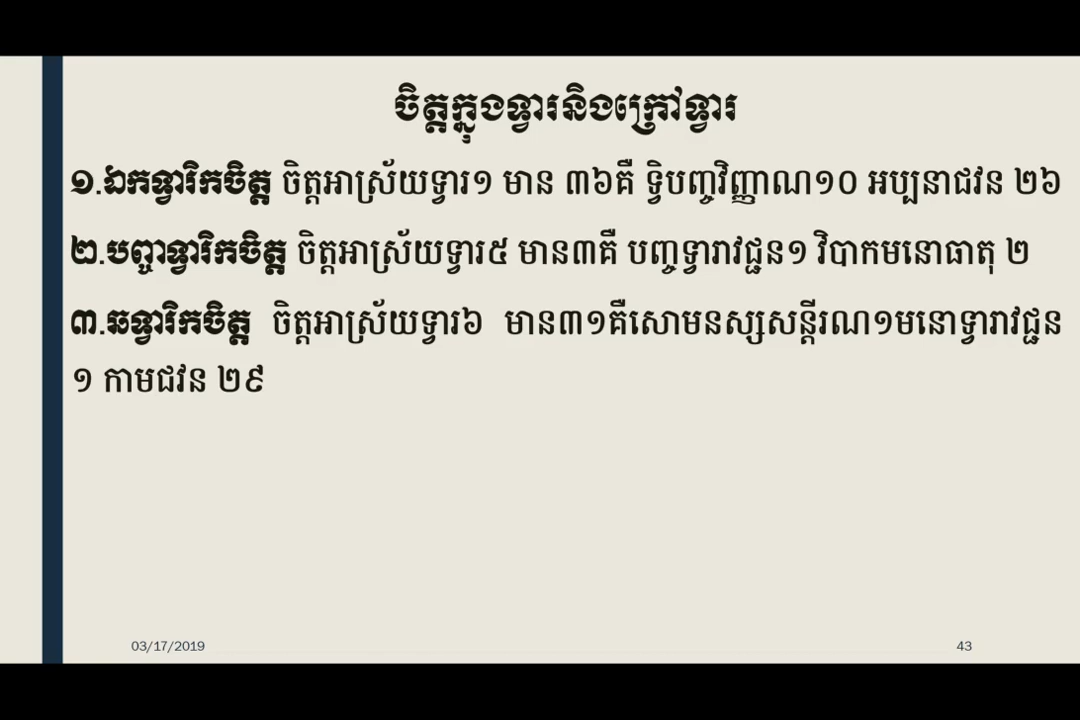 ចិត្តក្នុងទ្វារនិងក្រៅទ្វារ
១.ឯកទ្វារិកចិត្ត ចិត្តអាស្រ័យទ្វារ១ មាន ៣៦គឺ ទ្វិបញ្ចវិញ្ញាណ១០ អប្បនាជវន ២៦
២.បញ្ចាទ្វារិកចិត្ត ចិត្តអាស្រ័យទ្វារ៥ មាន៣គឺ បញ្ចទ្វារាវជ្ជន១ វិបាកមនោធាតុ ២
៣.ឆទ្វារិកចិត្ត ចិត្តអាស្រ័យទ្វារ៦ មាន៣១គឺសោមនស្សសន្តីរណ១មនោទ្វារាវជ្ជន
១ កាមជវន ២៩
03/17/2019
43